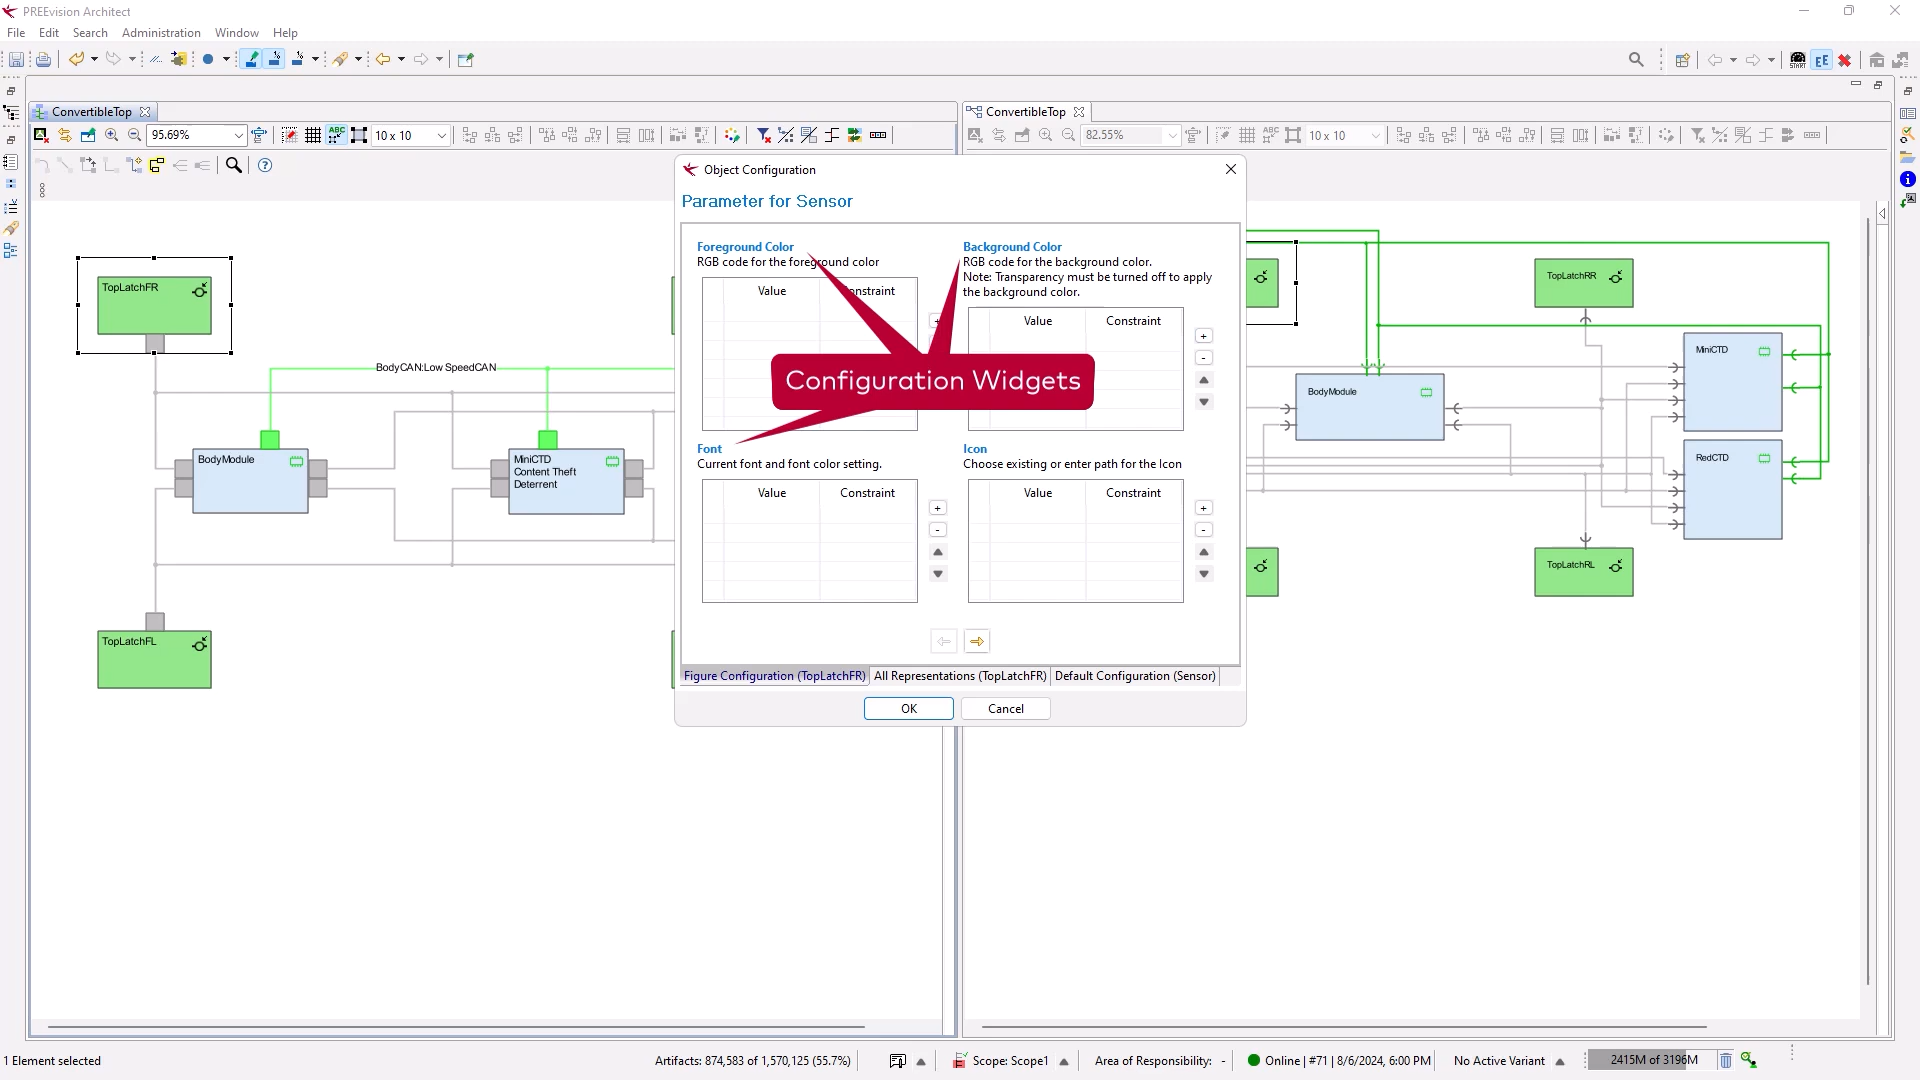 PREEvision Architect
File Edit Search Administration Window Help
START EE
ConvertibleTop
ConvertibleTop
95.69% ABC 10 x 10
82.55% ABC 10 x 10
Object Configuration
Parameter for Sensor
Foreground Color
RGB code for the foreground color
Value
Background Color
RGB code for the background color.
Note: Transparency must be turned off to apply
the background color.
Value Constraint
Configuration Widgets
Font
Current font and font color setting.
Value Constraint
Icon
Choose existing or enter path for the Icon
Value Constraint
Figure Configuration (TopLatchFR) All Representations (TopLatchFR) Default Configuration (Sensor)
OK Cancel
TopLatchFR
BodyCAN:Low SpeedCAN
BodyModule
MiniCTD
Content Theft
Deterrent
TopLatchFL
TopLatchRR
BodyModule
MiniCTD
RedCTD
TopLatchRL
1 Element selected Artifacts: 874,583 of 1,570,125 (55.7%) Scope: Scope1 Area of Responsibility: - Online | #71 | 8/6/2024, 6:00 PM No Active Variant 2415M of 3196M